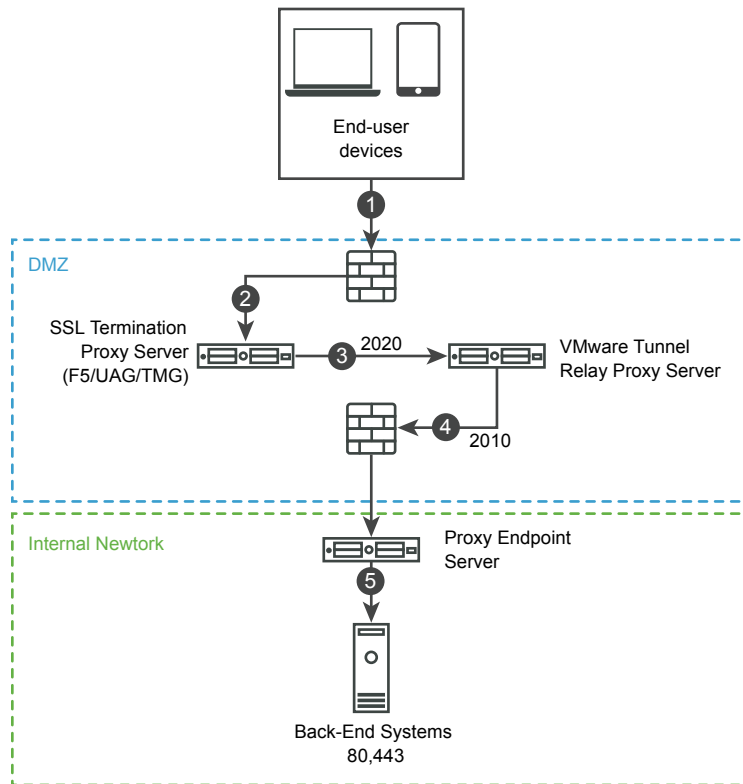 End-user
devices
1
DMZ
2
SSL Termination
Proxy Server
(F5/UAG/TMG)
3
2020
VMware Tunnel
Relay Proxy Server
4
2010
Internal Newtork
Proxy Endpoint
Server
5
Back-End Systems
80,443